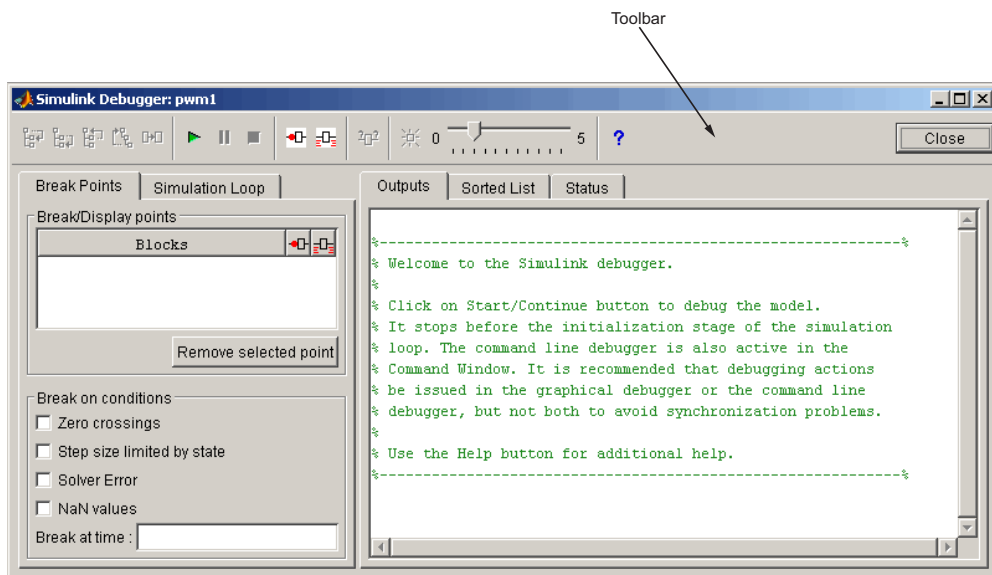 Toolbar
Simulink Debugger: pwm1
0 5 ? Close
Break Points Simulation Loop
Break/Display points
Blocks
Remove selected point
Break on conditions
Zero crossings
Step size limited by state
Solver Error
NaN values
Break at time :
Outputs Sorted List Status
%------------------------------------------------------------%
% Welcome to the Simulink debugger.
%
% Click on Start/Continue button to debug the model.
% It stops before the initialization stage of the simulation
% loop. The command line debugger is also active in the
% Command Window. It is recommended that debugging actions
% be issued in the graphical debugger or the command line
% debugger, but not both to avoid synchronization problems.
%
% Use the Help button for additional help.
%------------------------------------------------------------%